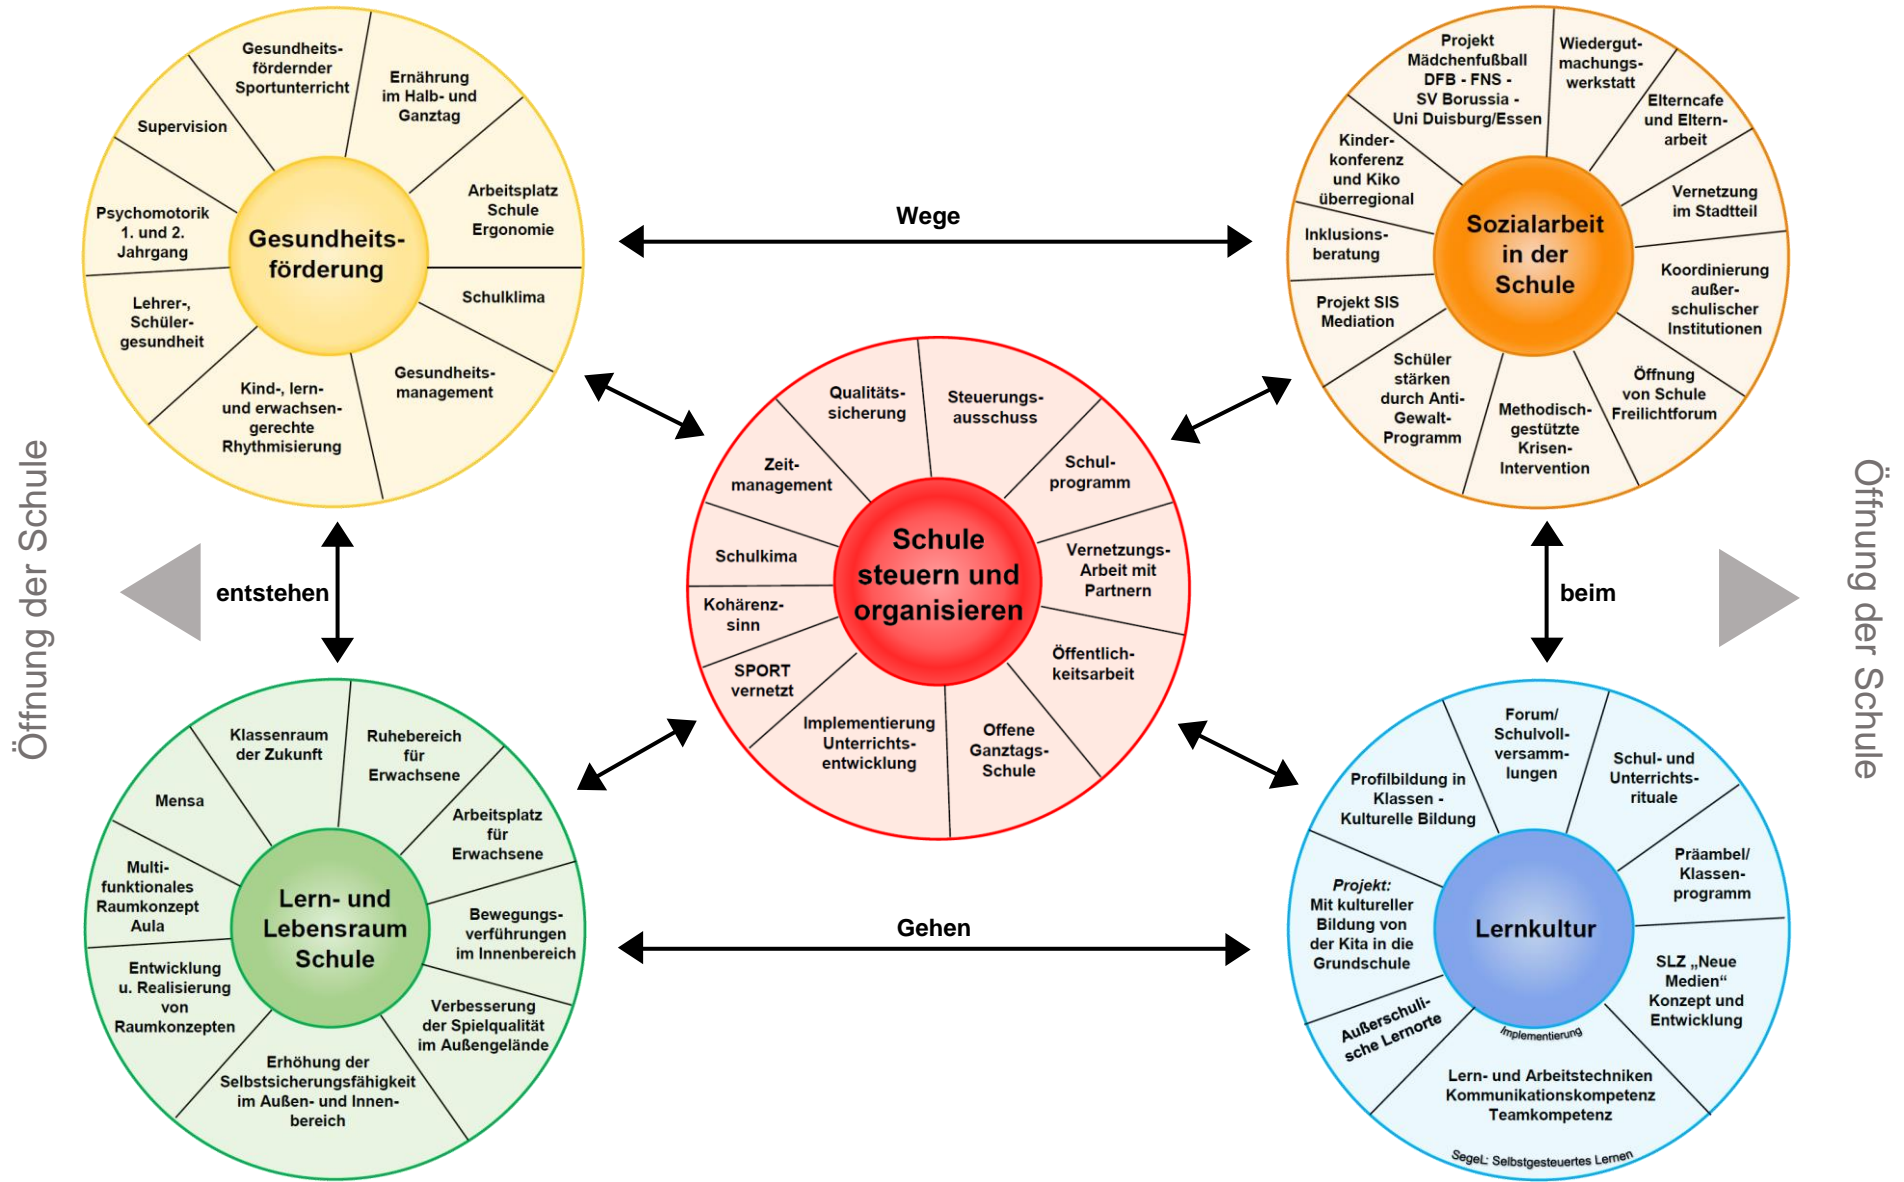 Gesundheits-
fördernder
Sportunterricht
Ernährung
im Halb- und
Ganztag
Arbeitsplatz
Schule
Ergonomie
Schulklima
Gesundheits-
management
Kind-, lern-
und erwachsen-
gerechte
Rhythmisierung
Lehrer-,
Schüler-
gesundheit
Psychomotorik
1. und 2.
Jahrgang
Supervision
Gesundheits-
förderung
Wege
Projekt
Mädchenfußball
DFB - FNS -
SV Borussia -
Uni Duisburg/Essen
Wiedergut-
machungs-
werkstatt
Elterncafe
und Eltern-
arbeit
Vernetzung
im Stadtteil
Koordinierung
außer-
schulischer
Institutionen
Öffnung
von Schule
Freilichtforum
Methodisch-
gestützte
Krisen-
Intervention
Schüler
stärken
durch Anti-
Gewalt-
Programm
Projekt SIS
Mediation
Inklusions-
beratung
Kinder-
konferenz
und Kiko
überregional
Sozialarbeit
in der
Schule
Qualitäts-
sicherung
Steuerungs-
ausschuss
Schul-
programm
Vernetzungs-
Arbeit mit
Partnern
Öffentlich-
keitsarbeit
Offene
Ganztags-
Schule
Implementierung
Unterrichts-
entwicklung
SPORT
vernetzt
Kohärenz-
sinn
Schulkima
Zeit-
management
Schule
steuern und
organisieren
Öffnung der Schule
entstehen
beim
Öffnung der Schule
Klassenraum
der Zukunft
Ruhebereich
für
Erwachsene
Arbeitsplatz
für
Erwachsene
Bewegungs-
verführungen
im Innenbereich
Verbesserung
der Spielqualität
im Außengelände
Erhöhung der
Selbstsicherungsfähigkeit
im Außen- und Innen-
bereich
Entwicklung
u. Realisierung
von
Raumkonzepten
Multi-
funktionales
Raumkonzept
Aula
Mensa
Lern- und
Lebensraum
Schule
Gehen
Forum/
Schulvoll-
versamm-
lungen
Schul- und
Unterrichts-
rituale
Präambel/
Klassen-
programm
SLZ „Neue
Medien“
Konzept und
Entwicklung
Implementierung
Lern- und Arbeitstechniken
Kommunikationskompetenz
Teamkompetenz
SegeL: Selbstgesteuertes Lernen
Außerschuli-
sche Lernorte
Projekt:
Mit kultureller
Bildung von
der Kita in die
Grundschule
Profilbildung in
Klassen -
Kulturelle Bildung
Lernkultur